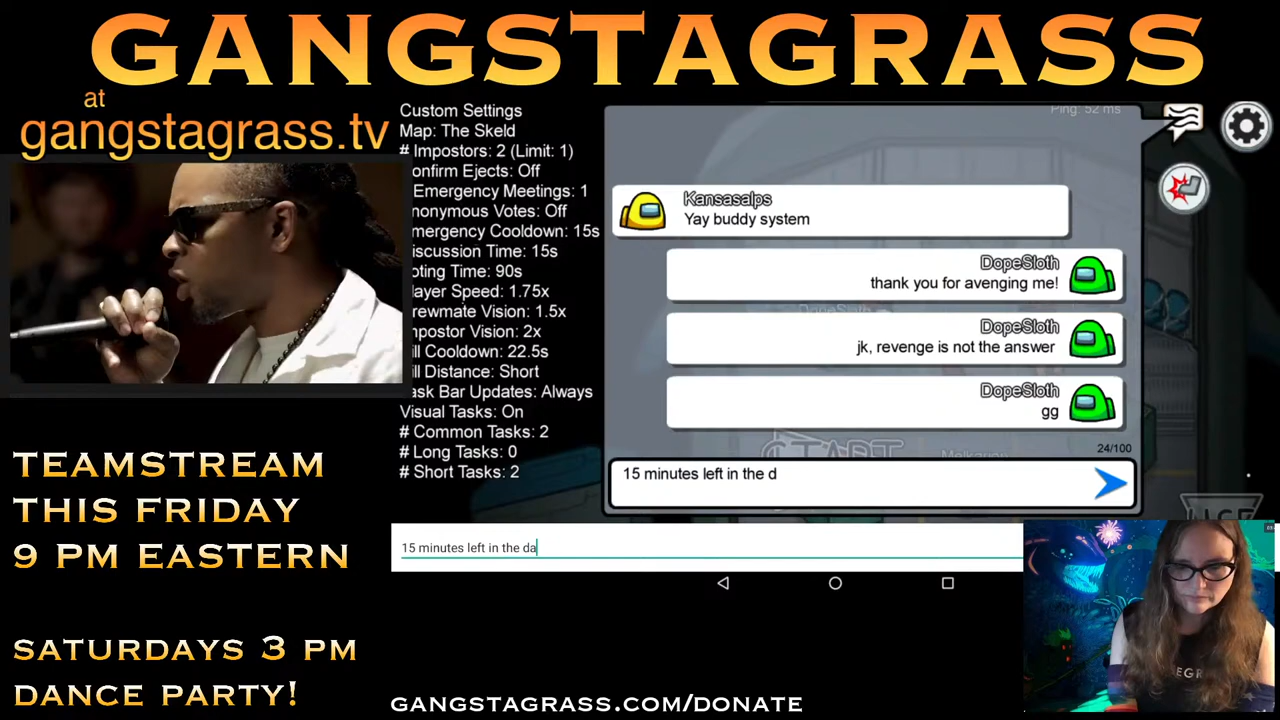 GANGSTAGRASS
at
gangstagrass.tv
Custom Settings
Map: The Skeld
# Impostors: 2 (Limit: 1)
onfirm Ejects: Off
Emergency Meetings: 1
nonymous Votes: Off
mergency Cooldown: 15s
iscussion Time: 15s
oting Time: 90s
layer Speed: 1.75x
rewmate Vision: 1.5x
mpostor Vision: 2x
ill Cooldown: 22.5s
ill Distance: Short
ask Bar Updates: Always
Visual Tasks: On
# Common Tasks: 2
# Long Tasks: 0
# Short Tasks: 2
Ping: 52 ms
Kansasalps
Yay buddy system
DopeSloth
thank you for avenging me!
DopeSloth
DopeSloth
jk, revenge is not the answer
DopeSloth
gg
START
24/100
15 minutes left in the d
15 minutes left in the da
TEAMSTREAM
THIS FRIDAY
9 PM EASTERN
SATURDAYS 3 PM
DANCE PARTY!
GANGSTAGRASS.COM/DONATE